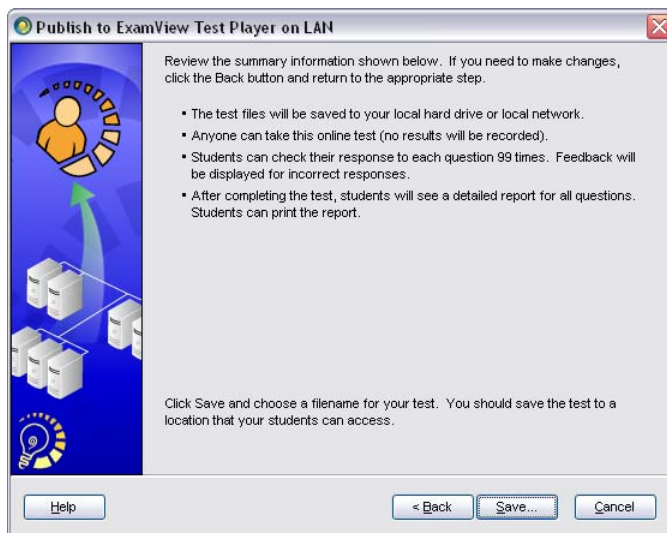 Publish to ExamView Test Player on LAN
Review the summary information shown below. If you need to make changes,
click the Back button and return to the appropriate step.
▪ The test files will be saved to your local hard drive or local network.
▪ Anyone can take this online test (no results will be recorded).
▪ Students can check their response to each question 99 times. Feedback will
be displayed for incorrect responses.
▪ After completing the test, students will see a detailed report for all questions.
Students can print the report.
Click Save and choose a filename for your test. You should save the test to a
location that your students can access.
Help
< Back
Save...
Cancel